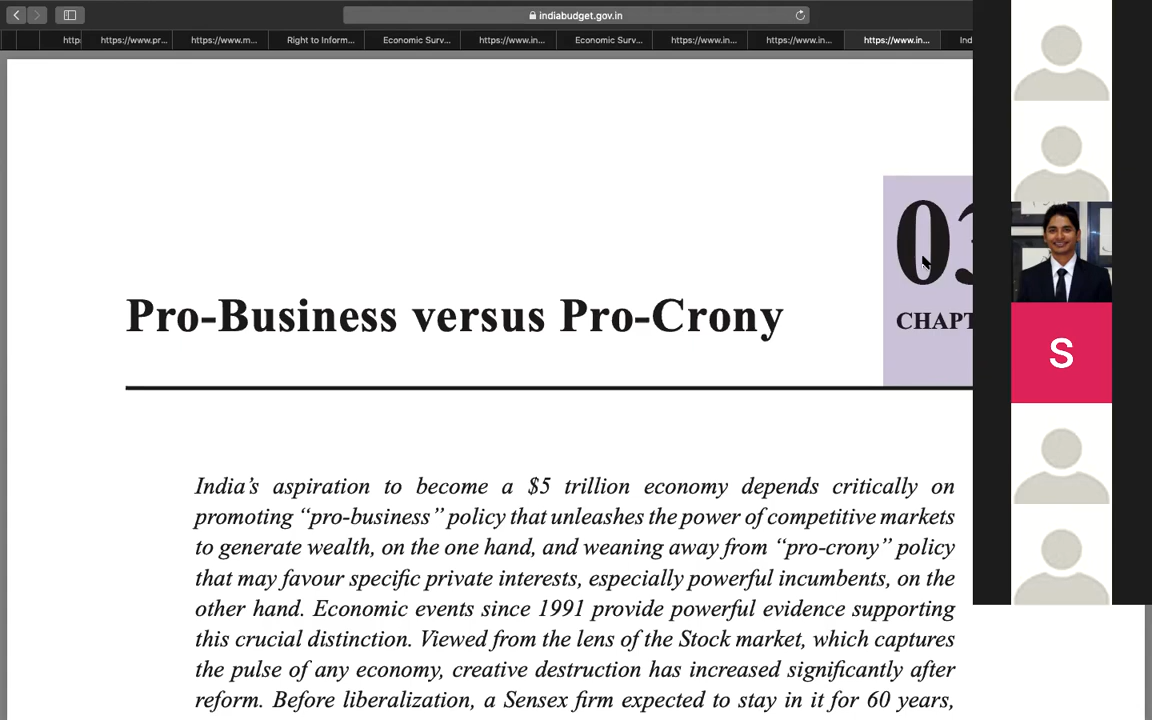 indiabudget.gov.in
http
https://www.pr...
https://www.m...
Right to Inform...
Economic Surv...
https://www.in...
Economic Surv...
https://www.in...
https://www.in...
https://www.in...
Ind
03
Pro-Business versus Pro-Crony
CHAPT
S
India's aspiration to become a $5 trillion economy depends critically on
promoting "pro-business" policy that unleashes the power of competitive markets
to generate wealth, on the one hand, and weaning away from "pro-crony" policy
that may favour specific private interests, especially powerful incumbents, on the
other hand. Economic events since 1991 provide powerful evidence supporting
this crucial distinction. Viewed from the lens of the Stock market, which captures
the pulse of any economy, creative destruction has increased significantly after
reform. Before liberalization, a Sensex firm expected to stay in it for 60 years,